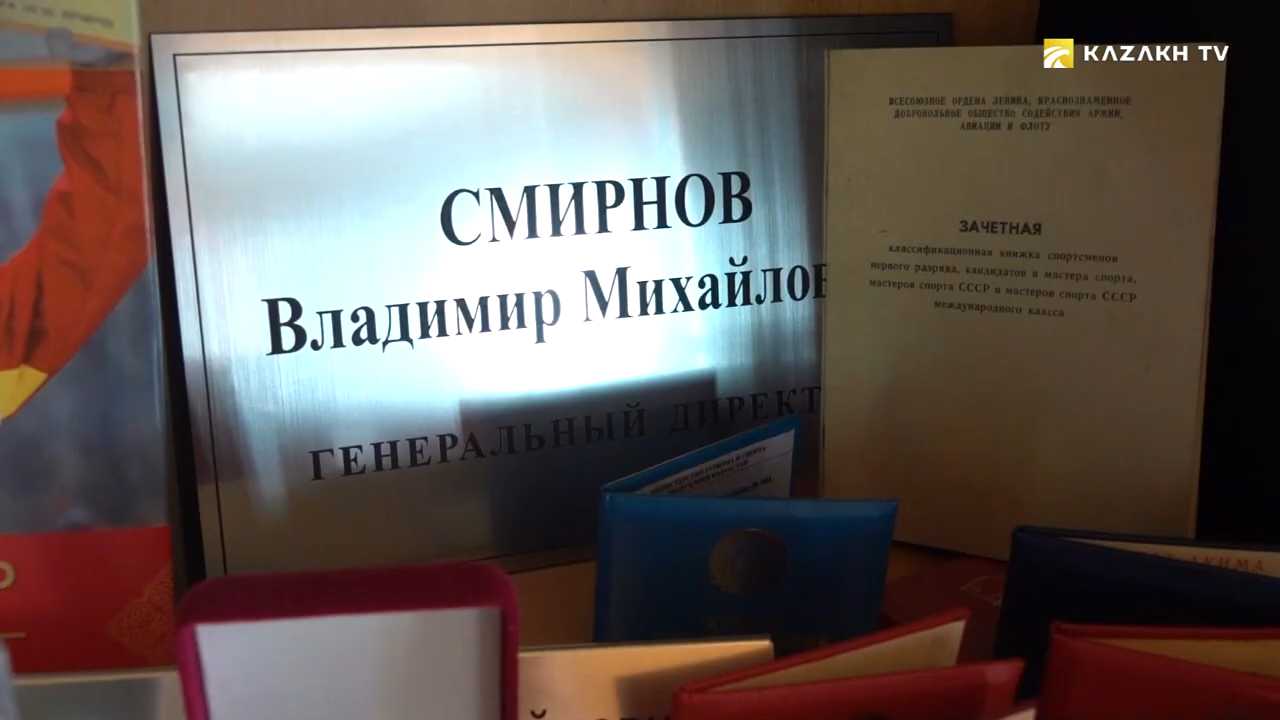 KAZAKH TV
СМИРНОВ
Владимир Михайлов
ГЕНЕРАЛЬНЫЙ ДИРЕКТ
ВСЕСОЮЗНОЕ ОРДЕНА ЛЕНИНА, КРАСНОЗНАМЕННОЕ
ДОБРОВОЛЬНОЕ ОБЩЕСТВО СОДЕЙСТВИЯ АРМИИ,
АВИАЦИИ И ФЛОТУ
ЗАЧЕТНАЯ
классификационная книжка спортсменов
первого разряда, кандидатов в мастера спорта,
мастеров спорта СССР и мастеров спорта СССР
международного класса
АКИМА